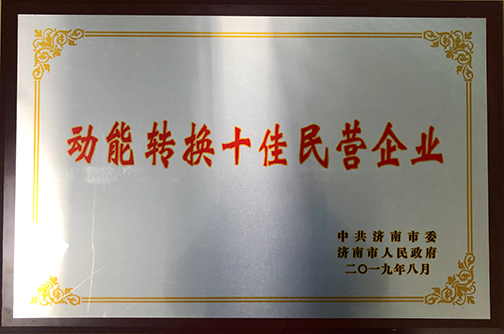 动能转换十佳民营企业
中共济南市委
济南市人民政府
二〇一九年八月